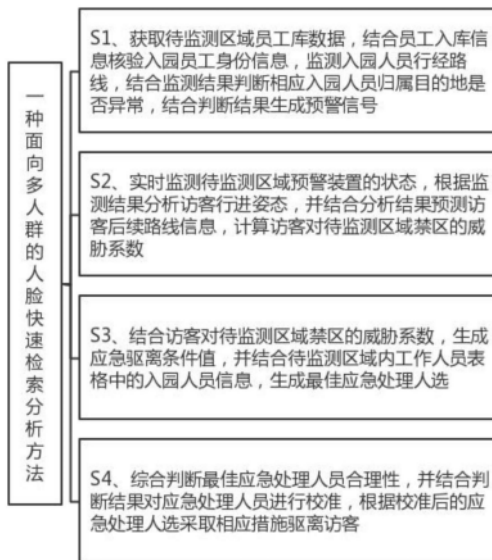 一种面向多人群的人脸快速检索分析方法
S1、获取待监测区域员工库数据，结合员工入库信
息核验入园员工身份信息，监测入园人员行经路
线，结合监测结果判断相应入园人员归属目的地是
否异常，结合判断结果生成预警信号
S2、实时监测待监测区域预警装置的状态，根据监
测结果分析访客行进姿态，并结合分析结果预测访
客后续路线信息，计算访客对待监测区域禁区的威
胁系数
S3、结合访客对待监测区域禁区的威胁系数，生成
应急驱离条件值，并结合待监测区域内工作人员表
格中的入园人员信息，生成最佳应急处理人选
S4、综合判断最佳应急处理人员合理性，并结合判
断结果对应急处理人员进行校准，根据校准后的应
急处理人选采取相应措施驱离访客